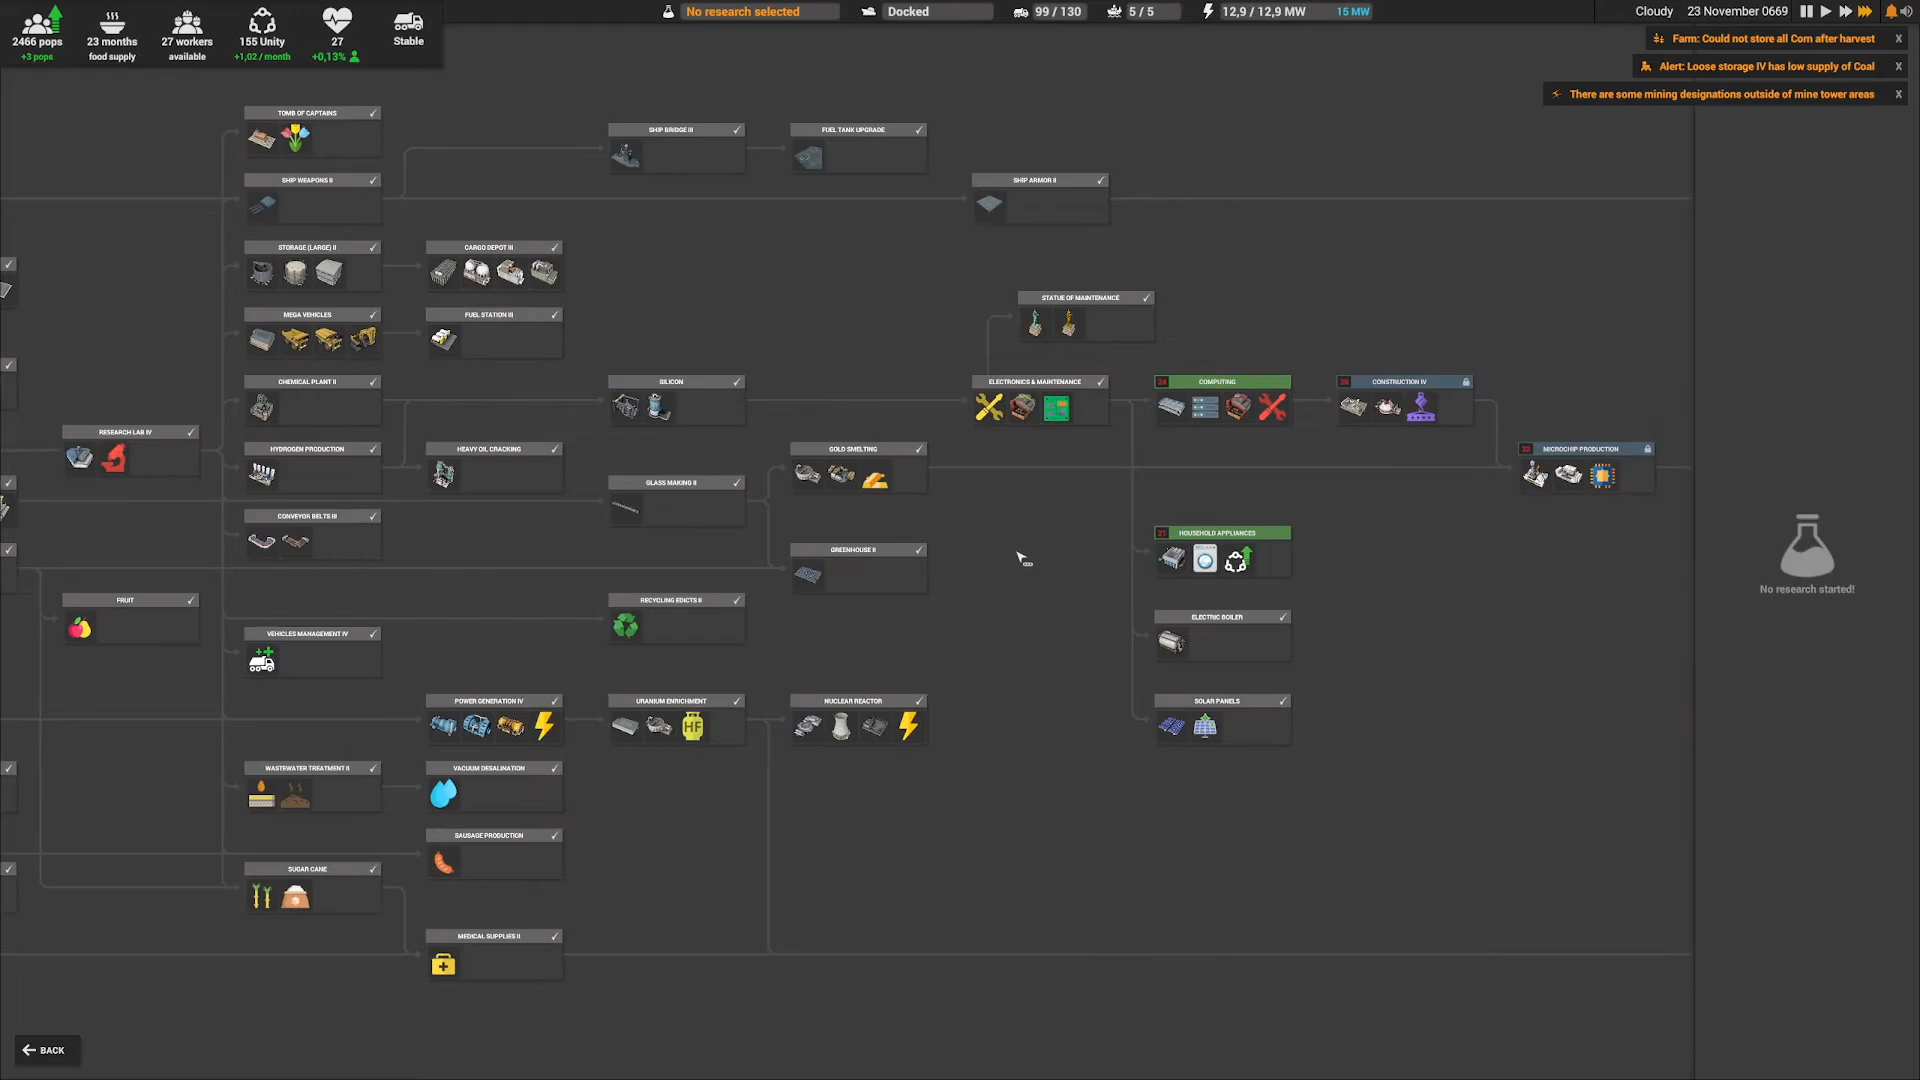 No research selected
Docked
99 / 130
5 / 5
12,9 / 12,9 MW
15 MW
Cloudy
23 November 0669
2466 pops
+3 pops
23 months
food supply
27 workers
available
155 Unity
+1,02 / month
27
+0,13%
Stable
Farm: Could not store all Corn after harvest X
Alert: Loose storage IV has low supply of Coal X
There are some mining designations outside of mine tower areas X
TOMB OF CAPTAINS
SHIP BRIDGE III
FUEL TANK UPGRADE
SHIP WEAPONS II
SHIP ARMOR II
STORAGE (LARGE) II
CARGO DEPOT III
STATUE OF MAINTENANCE
MEGA VEHICLES
FUEL STATION III
CHEMICAL PLANT II
SILICON
ELECTRONICS & MAINTENANCE
24 COMPUTING
CONSTRUCTION IV
RESEARCH LAB IV
HYDROGEN PRODUCTION
HEAVY OIL CRACKING
GOLD SMELTING
32 MICROCHIP PRODUCTION
GLASS MAKING II
CONVEYOR BELTS III
21 HOUSEHOLD APPLIANCES
GREENHOUSE II
No research started!
FRUIT
RECYCLING EDICTS II
ELECTRIC BOILER
VEHICLES MANAGEMENT IV
POWER GENERATION IV
URANIUM ENRICHMENT
HF
NUCLEAR REACTOR
SOLAR PANELS
WASTEWATER TREATMENT II
VACUUM DESALINATION
SAUSAGE PRODUCTION
SUGAR CANE
MEDICAL SUPPLIES II
BACK